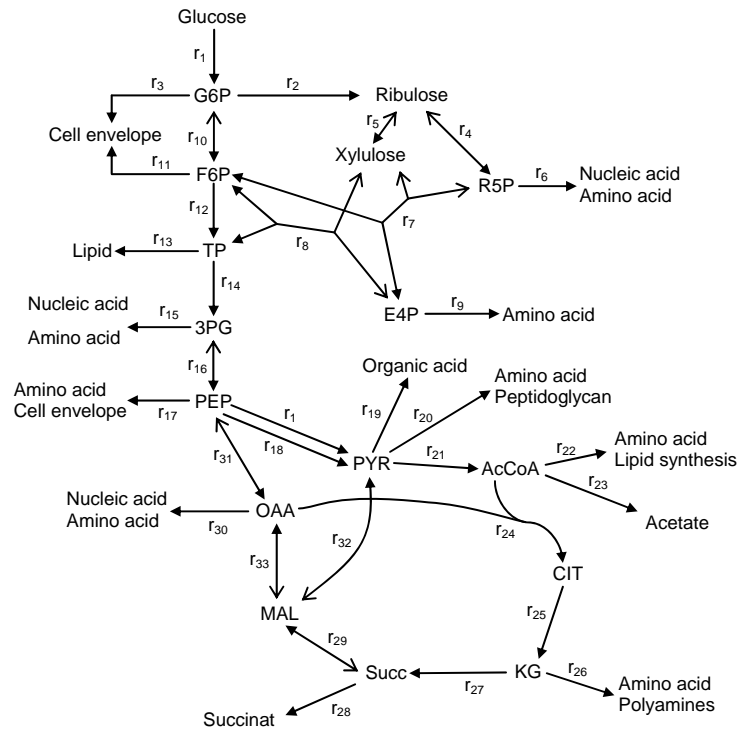 Glucose
r1
r3
G6P
r2
Ribulose
Cell envelope
r10
r5
r4
Xylulose
r11
F6P
R5P
r6
Nucleic acid
Amino acid
r12
r8
r7
Lipid
r13
TP
r14
Nucleic acid
Amino acid
r15
3PG
E4P
r9
Amino acid
r16
Organic acid
Amino acid
Peptidoglycan
Amino acid
Cell envelope
r17
PEP
r1
r18
r19
r20
PYR
r21
AcCoA
r22
Amino acid
Lipid synthesis
r23
Acetate
r31
Nucleic acid
Amino acid
r30
OAA
r24
r32
r33
CIT
MAL
r25
r29
Succ
r27
KG
r26
Amino acid
Polyamines
r28
Succinat